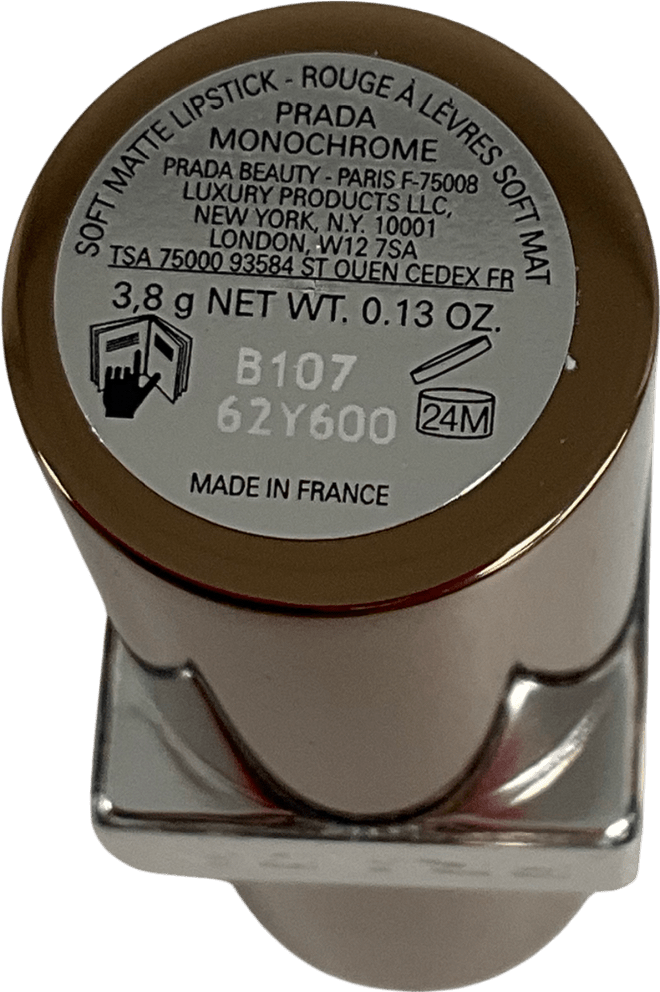 SOFT MATTE LIPSTICK - ROUGE À LÈVRES SOFT MAT
PRADA
MONOCHROME
PRADA BEAUTY - PARIS F-75008
LUXURY PRODUCTS LLC,
NEW YORK, N.Y. 10001
LONDON, W12 7SA
TSA 75000 93584 ST OUEN CEDEX FR
3,8 g NET WT. 0.13 OZ.
B107
62Y600
24M
MADE IN FRANCE